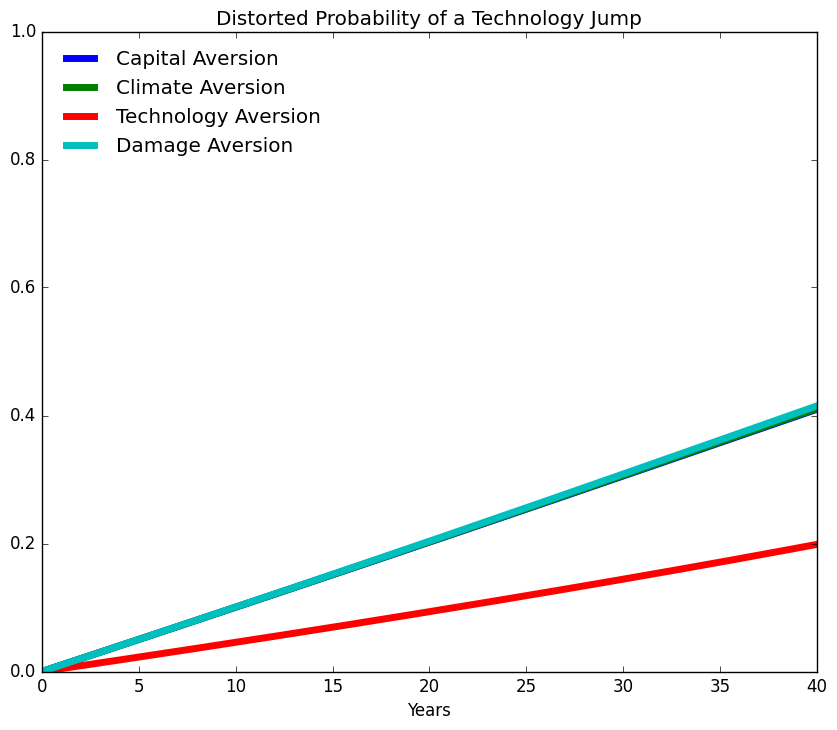 Distorted Probability of a Technology Jump
1.0
Capital Aversion
Climate Aversion
Technology Aversion
Damage Aversion
0.8
0.6
0.4
0.2
0.0
0 5 10 15 20 25 30 35 40
Years